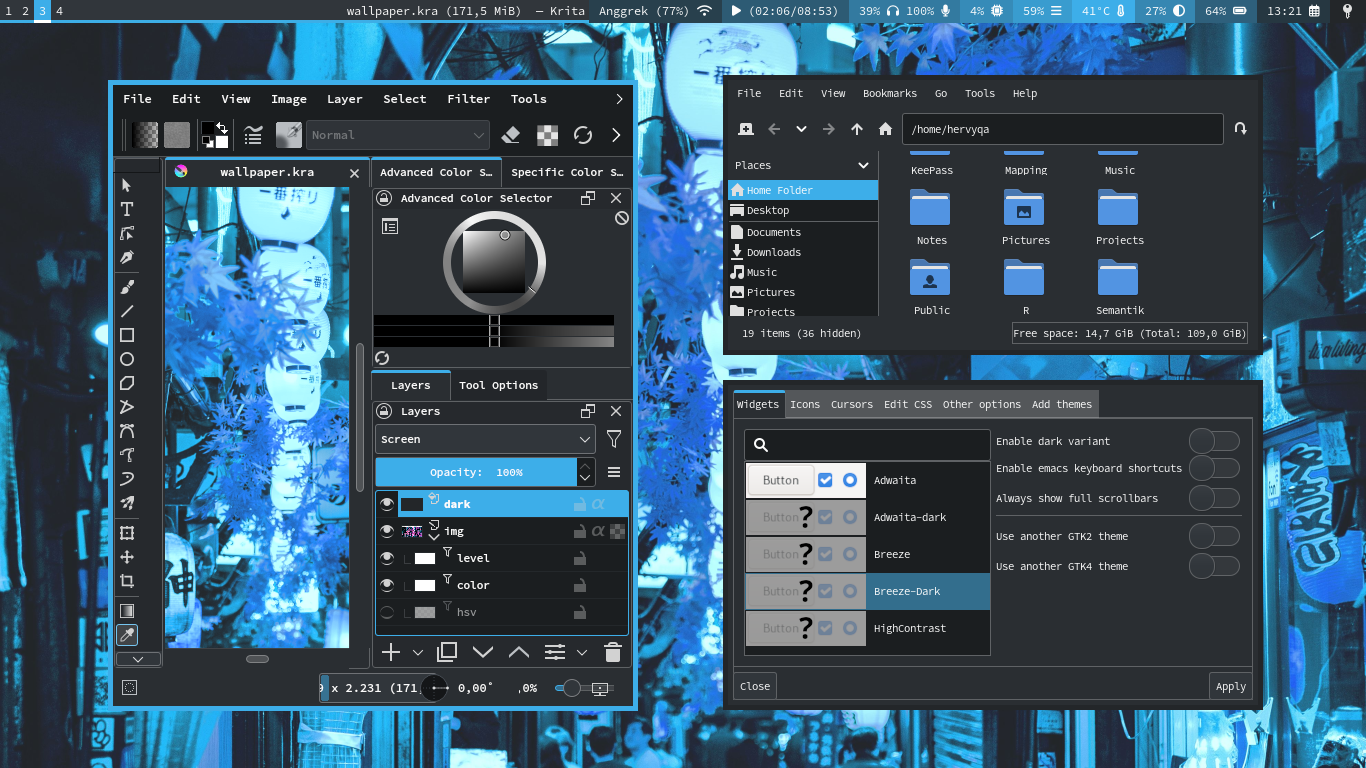 1 2 3 4 wallpaper.kra (171,5 MiB) — Krita Anggrek (77%) (02:06/08:53) 39% 100% 4% 59% 41°C 27% 64% 13:21
File Edit View Image Layer Select Filter Tools
Normal
wallpaper.kra
Advanced Color S… Specific Color S…
Advanced Color Selector
Layers Tool Options
Layers
Screen
Opacity: 100%
dark
img
level
color
hsv
x 2.231 (171, 0,00° ,0%
File Edit View Bookmarks Go Tools Help
/home/hervyqa
Places
Home Folder
Desktop
Documents
Downloads
Music
Pictures
Projects
KeePass Mapping Music
Notes Pictures Projects
Public R Semantik
19 items (36 hidden)
Free space: 14,7 GiB (Total: 109,0 GiB)
Widgets Icons Cursors Edit CSS Other options Add themes
Button Adwaita
Button ? Adwaita-dark
Button ? Breeze
Button ? Breeze-Dark
Button ? HighContrast
Enable dark variant
Enable emacs keyboard shortcuts
Always show full scrollbars
Use another GTK2 theme
Use another GTK4 theme
Close
Apply